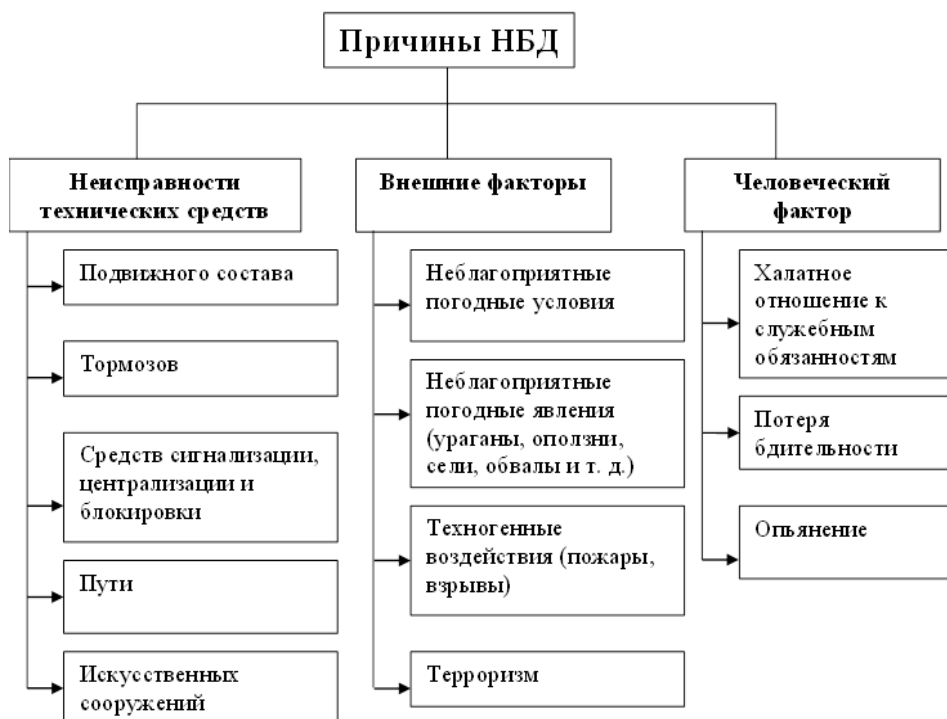 Причины НБД
Неисправности
технических средств
Подвижного состава
Тормозов
Средств сигнализации,
централизации и
блокировки
Пути
Искусственных
сооружений
Внешние факторы
Неблагоприятные
погодные условия
Неблагоприятные
погодные явления
(ураганы, оползни,
сели, обвалы и т. д.)
Техногенные
воздействия (пожары,
взрывы)
Терроризм
Человеческий
фактор
Халатное
отношение к
служебным
обязанностям
Потеря
бдительности
Опьянение